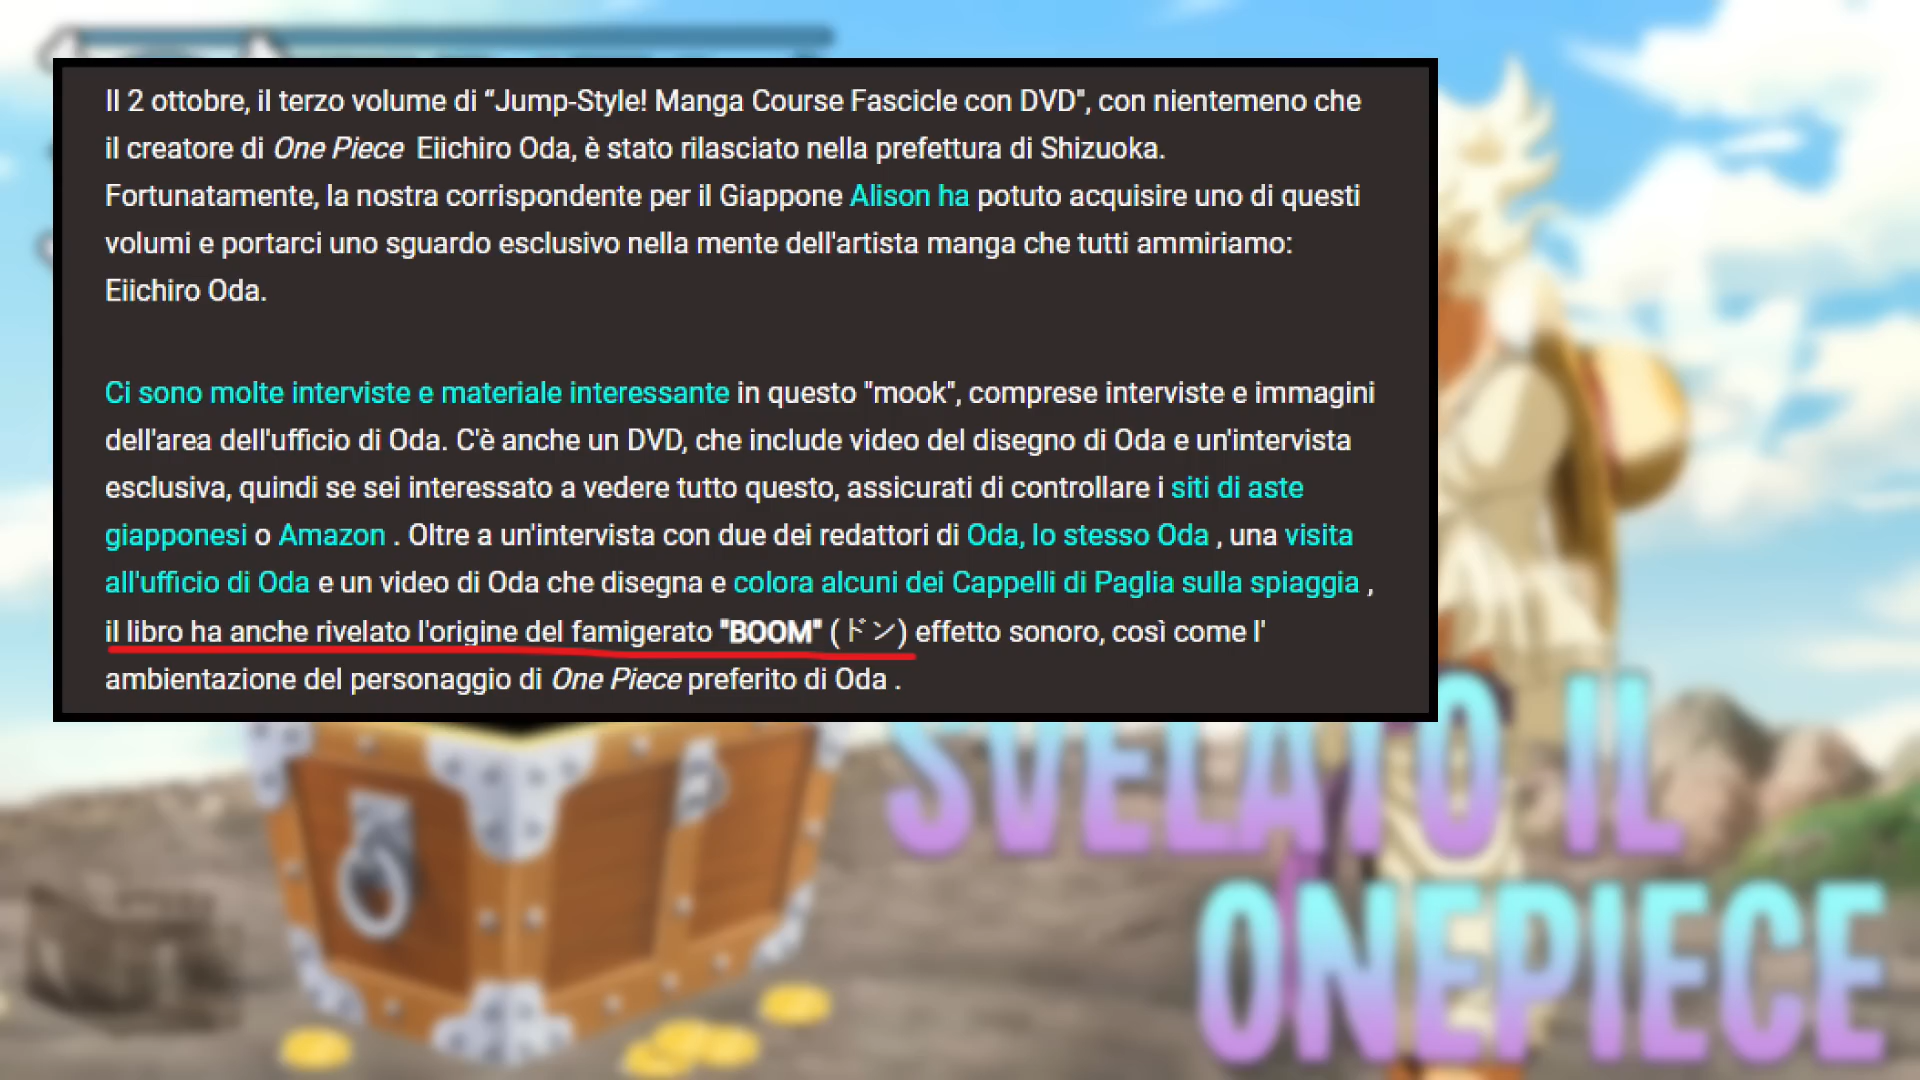 Il 2 ottobre, il terzo volume di “Jump-Style! Manga Course Fascicle con DVD", con nientemeno che
il creatore di One Piece Eiichiro Oda, è stato rilasciato nella prefettura di Shizuoka.
Fortunatamente, la nostra corrispondente per il Giappone Alison ha potuto acquisire uno di questi
volumi e portarci uno sguardo esclusivo nella mente dell'artista manga che tutti ammiriamo:
Eiichiro Oda.
Ci sono molte interviste e materiale interessante in questo "mook", comprese interviste e immagini
dell'area dell'ufficio di Oda. C'è anche un DVD, che include video del disegno di Oda e un'intervista
esclusiva, quindi se sei interessato a vedere tutto questo, assicurati di controllare i siti di aste
giapponesi o Amazon . Oltre a un'intervista con due dei redattori di Oda, lo stesso Oda , una visita
all'ufficio di Oda e un video di Oda che disegna e colora alcuni dei Cappelli di Paglia sulla spiaggia ,
il libro ha anche rivelato l'origine del famigerato "BOOM" (ドン) effetto sonoro, così come l'
ambientazione del personaggio di One Piece preferito di Oda .
SVELATO IL
ONEPIECE